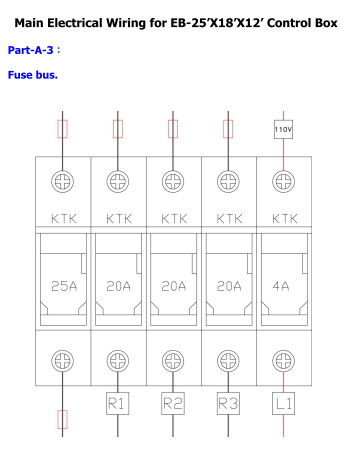 Main Electrical Wiring for EB-25’X18’X12’ Control Box
Part-A-3：
Fuse bus.
110V
KTK KTK KTK KTK KTK
25A 20A 20A 20A 4A
R1 R2 R3 L1